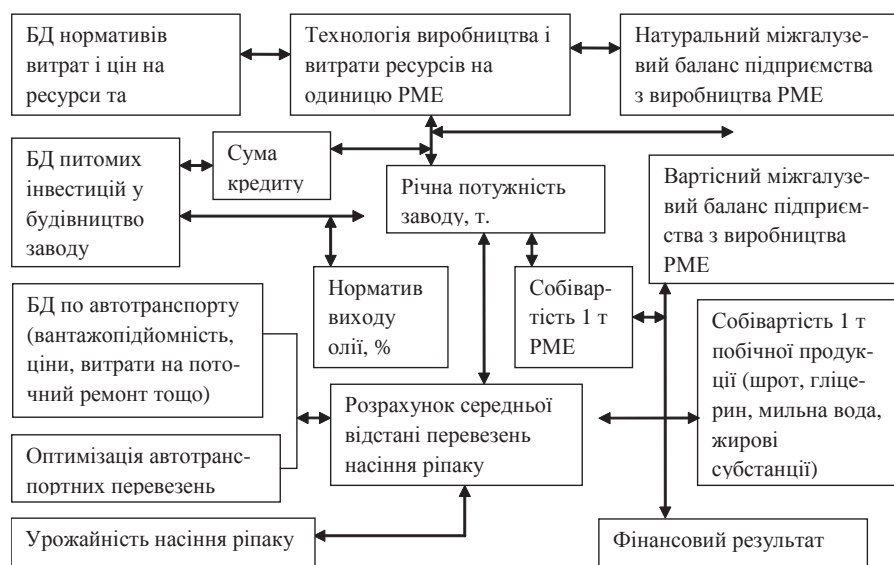 БД нормативів
витрат і цін на
ресурси та
Технологія виробництва і
витрати ресурсів на
одиницю РМЕ
Натуральний міжгалузе-
вий баланс підприємства
з виробництва РМЕ
БД питомих
інвестицій у
будівництво
заводу
Сума
кредиту
Річна потужність
заводу, т.
Вартісний міжгалузе-
вий баланс підприєм-
ства з виробництва
РМЕ
Норматив
виходу
олії, %
Собівар-
тість 1 т
РМЕ
БД по автотранспорту
(вантажопідйомність,
ціни, витрати на пото-
чний ремонт тощо)
Собівартість 1 т
побічної продук-
ції (шрот, гліце-
рин, мильна вода,
жирові
субстанції)
Розрахунок середньої
відстані перевезень
насіння ріпаку
Оптимізація автотранс-
портних перевезень
Урожайність насіння ріпаку
Фінансовий результат